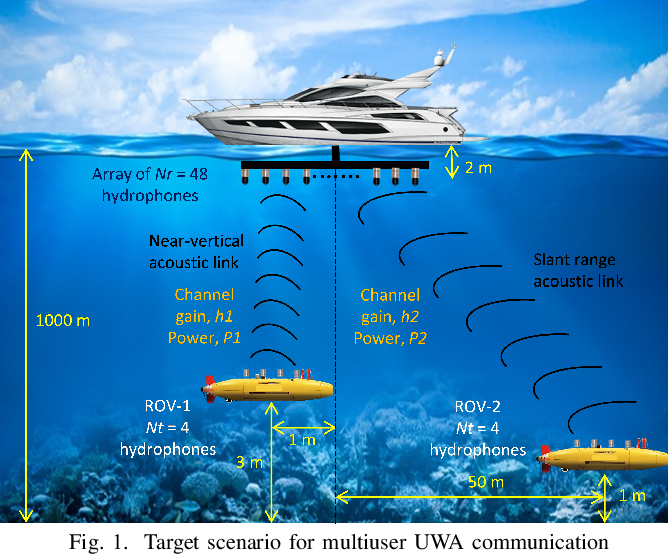 Array of Nr = 48
hydrophones
2 m
Near-vertical
acoustic link
Slant range
acoustic link
Channel
gain, h1
Power, P1
Channel
gain, h2
Power, P2
1000 m
ROV-1
Nt = 4
hydrophones
1 m
3 m
ROV-2
Nt = 4
hydrophones
50 m
1 m
Fig. 1. Target scenario for multiuser UWA communication